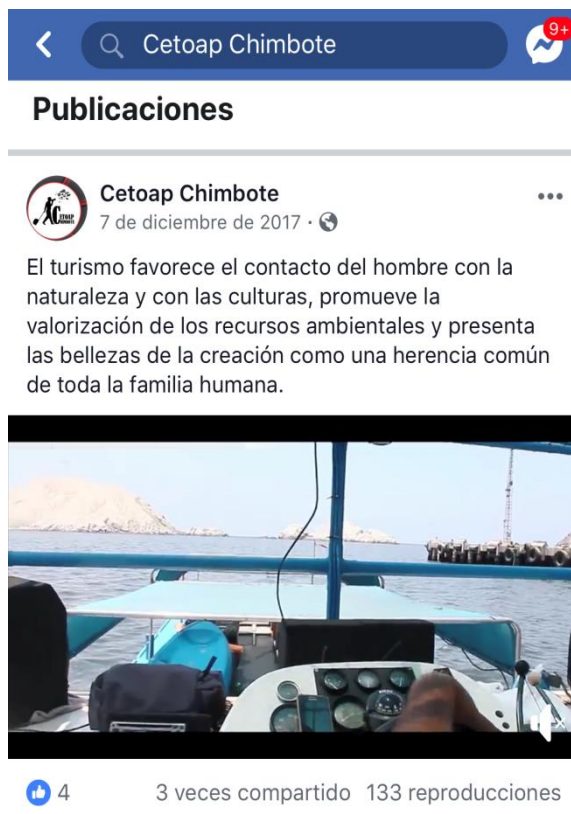 Cetoap Chimbote
9+
Publicaciones
Cetoap Chimbote
7 de diciembre de 2017 ·
El turismo favorece el contacto del hombre con la
naturaleza y con las culturas, promueve la
valorización de los recursos ambientales y presenta
las bellezas de la creación como una herencia común
de toda la familia humana.
4
3 veces compartido 133 reproducciones